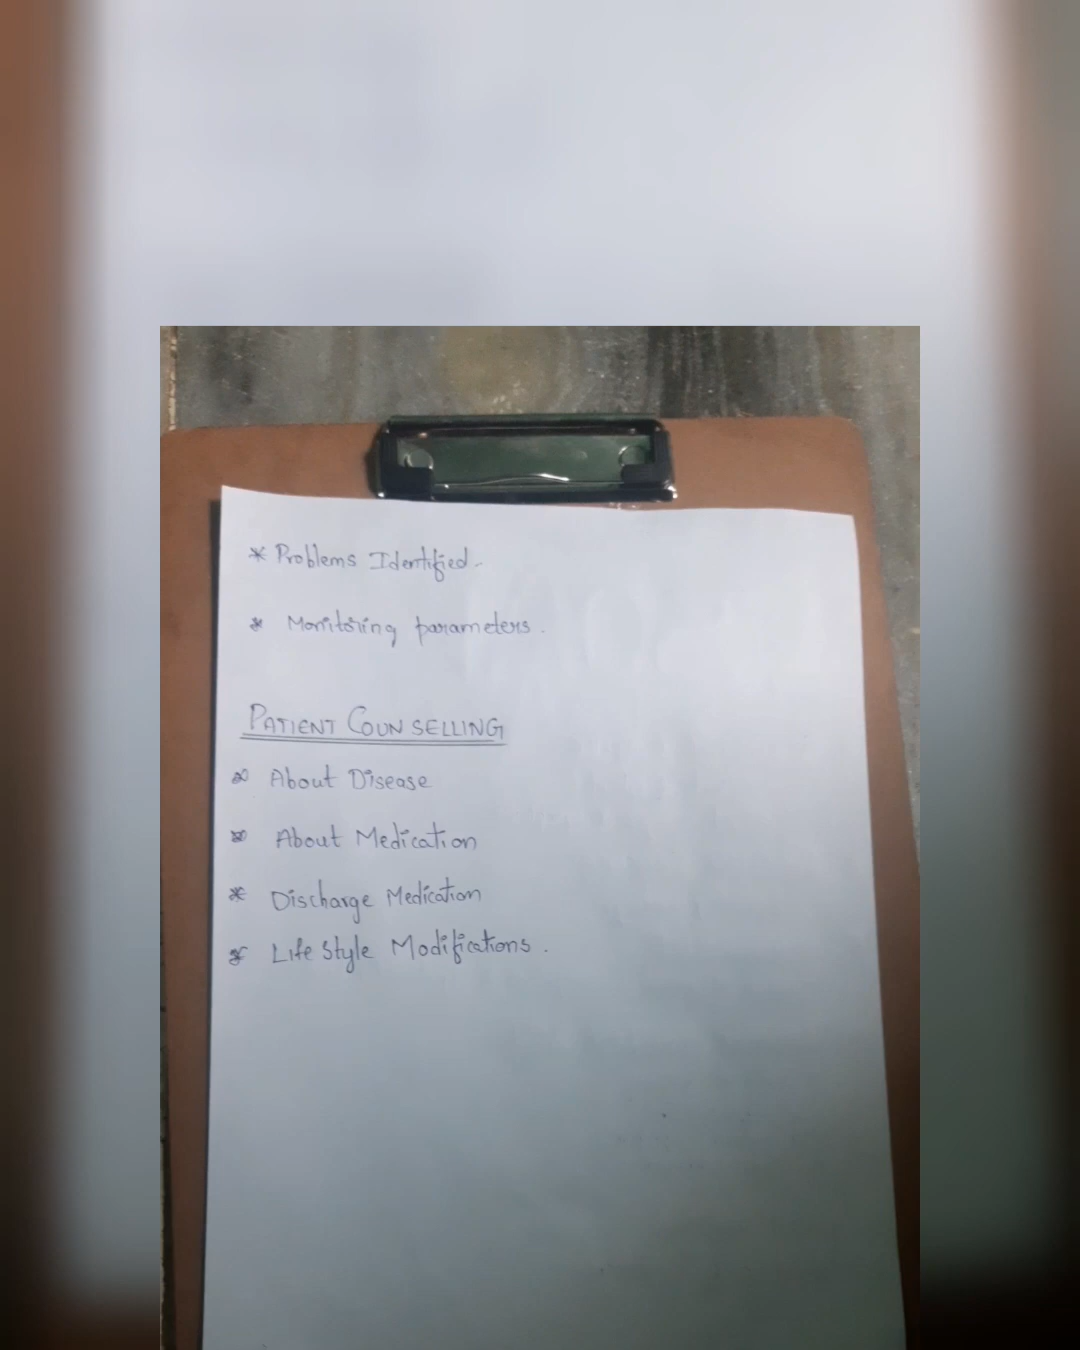 * Problems Identified.
* Monitoring parameters.
PATIENT COUNSELLING
* About Disease
* About Medication
* Discharge Medication
* Life style Modifications.